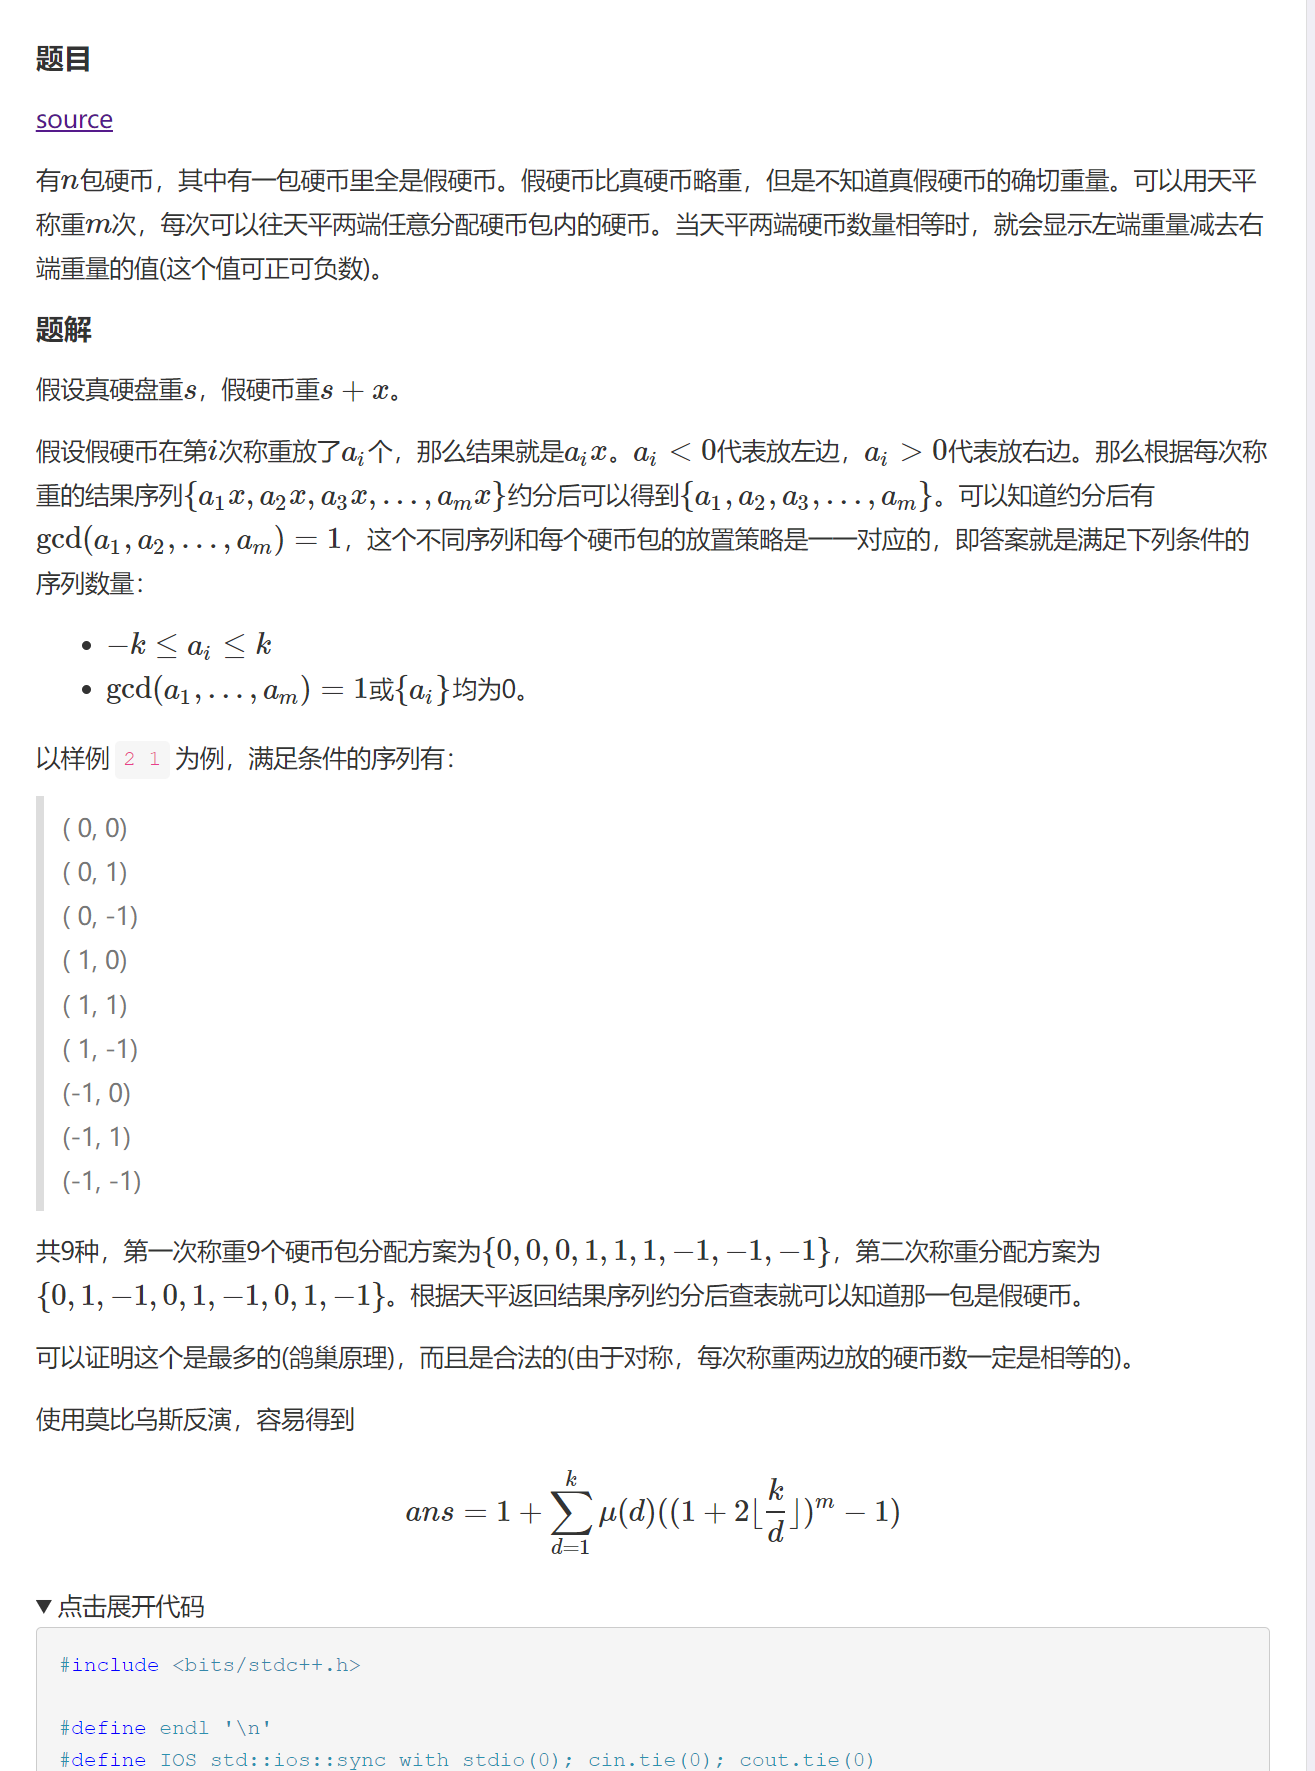 题目
source
有n包硬币，其中有一包硬币里全是假硬币。假硬币比真硬币略重，但是不知道真假硬币的确切重量。可以用天平
称重m次，每次可以往天平两端任意分配硬币包内的硬币。当天平两端硬币数量相等时，就会显示左端重量减去右
端重量的值(这个值可正可负数)。
题解
假设真硬盘重s，假硬币重s + x。
假设假硬币在第i次称重放了a_i个，那么结果就是a_i x。a_i < 0代表放左边，a_i > 0代表放右边。那么根据每次称
重的结果序列{a_1 x, a_2 x, a_3 x, ..., a_m x}约分后可以得到{a_1, a_2, a_3, ..., a_m}。可以知道约分后有
gcd(a_1, a_2, ..., a_m) = 1，这个不同序列和每个硬币包的放置策略是一一对应的，即答案就是满足下列条件的
序列数量：
• −k ≤ a_i ≤ k
• gcd(a_1, ..., a_m) = 1或{a_i}均为0。
以样例 2 1 为例，满足条件的序列有：
( 0, 0)
( 0, 1)
( 0, -1)
( 1, 0)
( 1, 1)
( 1, -1)
(-1, 0)
(-1, 1)
(-1, -1)
共9种，第一次称重9个硬币包分配方案为{0, 0, 0, 1, 1, 1, −1, −1, −1}，第二次称重分配方案为
{0, 1, −1, 0, 1, −1, 0, 1, −1}。根据天平返回结果序列约分后查表就可以知道那一包是假硬币。
可以证明这个是最多的(鸽巢原理)，而且是合法的(由于对称，每次称重两边放的硬币数一定是相等的)。
使用莫比乌斯反演，容易得到
ans = 1 + ∑_{d=1}^{k} μ(d)((1 + 2⌊k/d⌋)^m − 1)
▼ 点击展开代码
#include <bits/stdc++.h>
#define endl '\n'
#define IOS std::ios::sync_with_stdio(0); cin.tie(0); cout.tie(0)